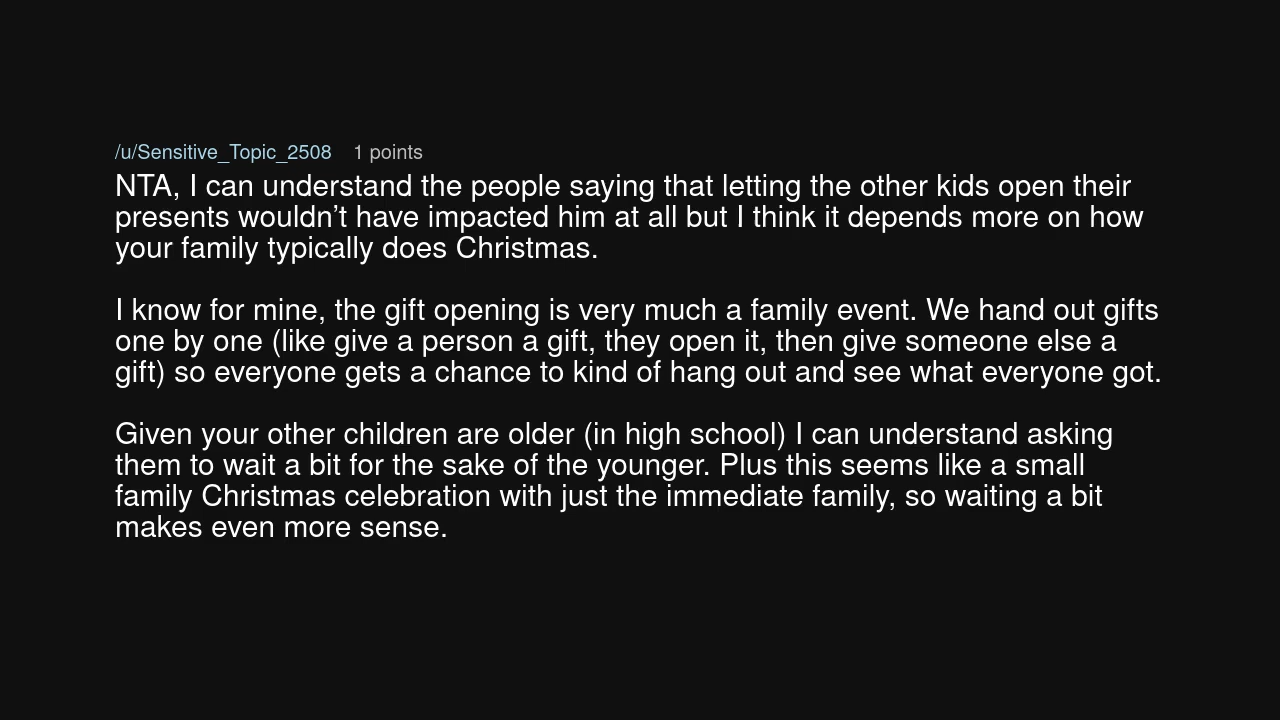 /u/Sensitive_Topic_2508 1 points
NTA, I can understand the people saying that letting the other kids open their
presents wouldn’t have impacted him at all but I think it depends more on how
your family typically does Christmas.
I know for mine, the gift opening is very much a family event. We hand out gifts
one by one (like give a person a gift, they open it, then give someone else a
gift) so everyone gets a chance to kind of hang out and see what everyone got.
Given your other children are older (in high school) I can understand asking
them to wait a bit for the sake of the younger. Plus this seems like a small
family Christmas celebration with just the immediate family, so waiting a bit
makes even more sense.